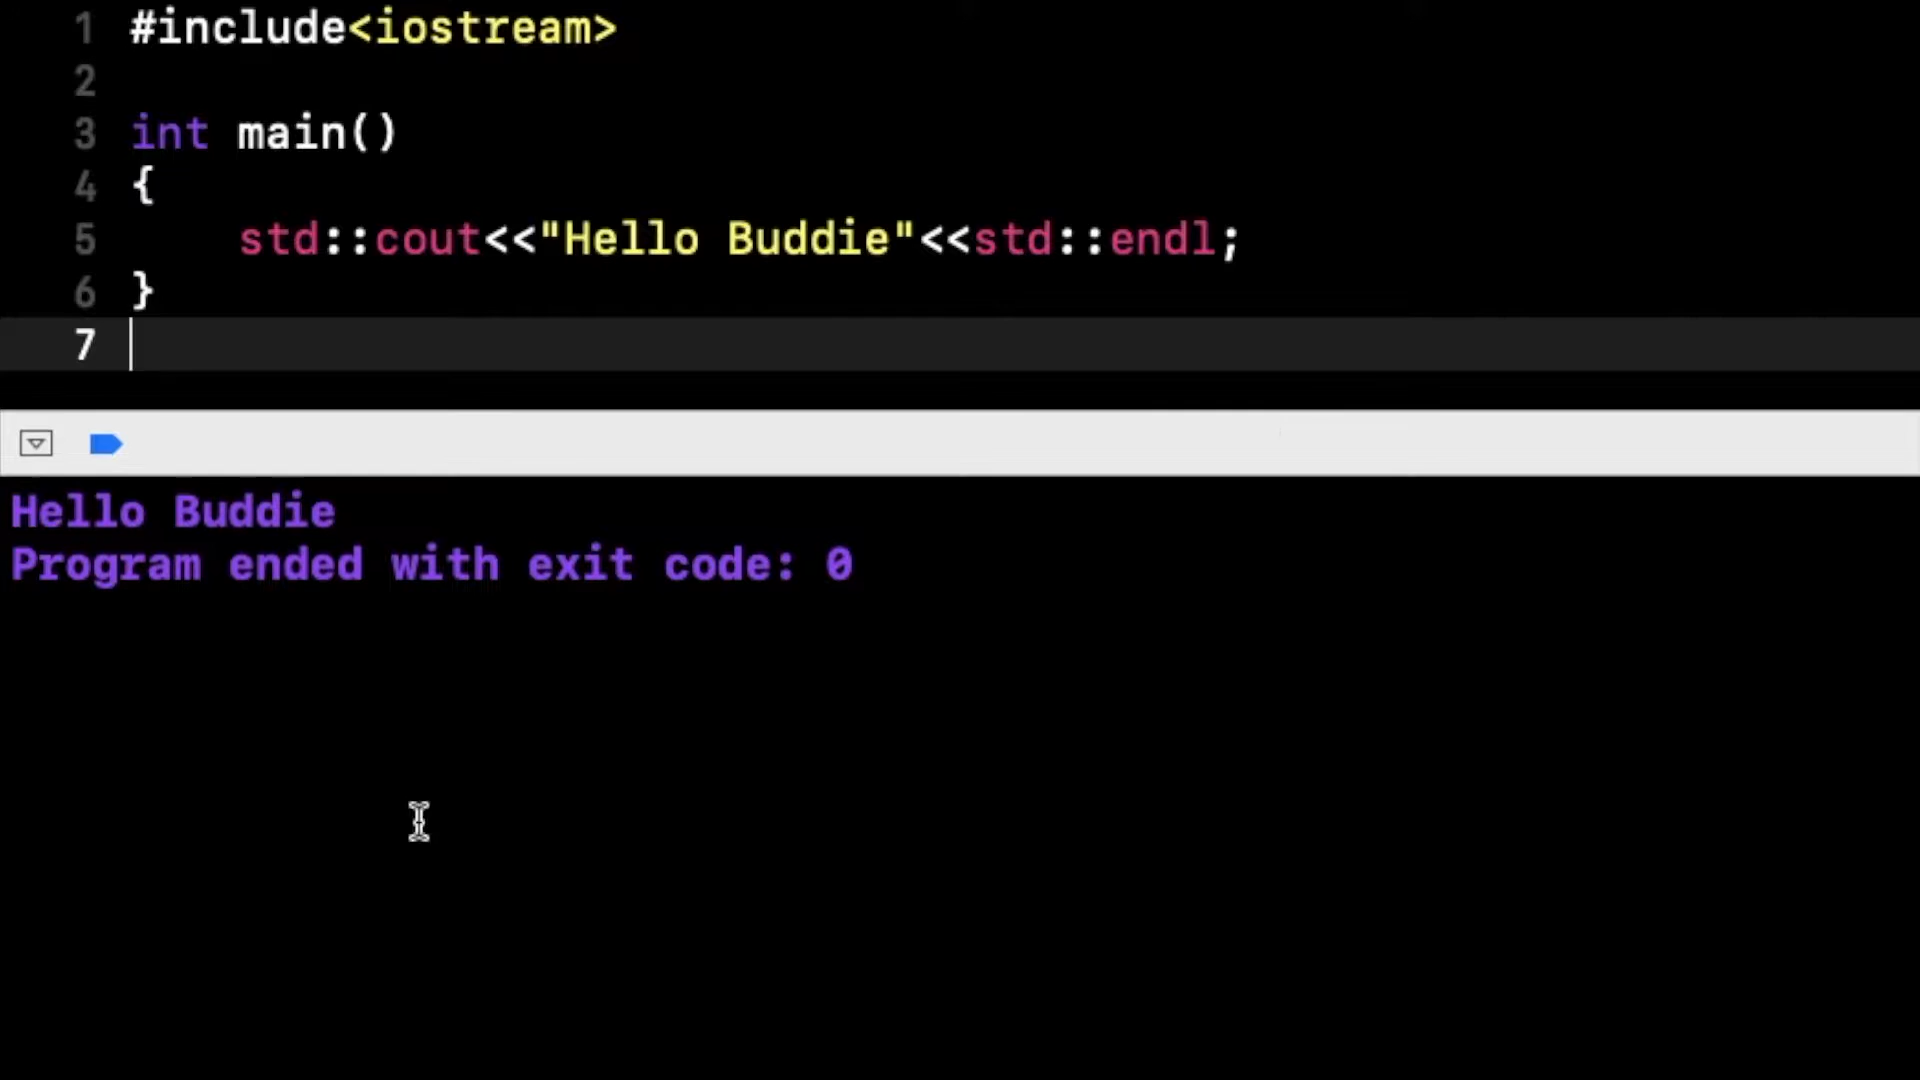 1 #include<iostream>
2
3 int main()
4 {
5     std::cout<<"Hello Buddie"<<std::endl;
6 }
7
Hello Buddie
Program ended with exit code: 0